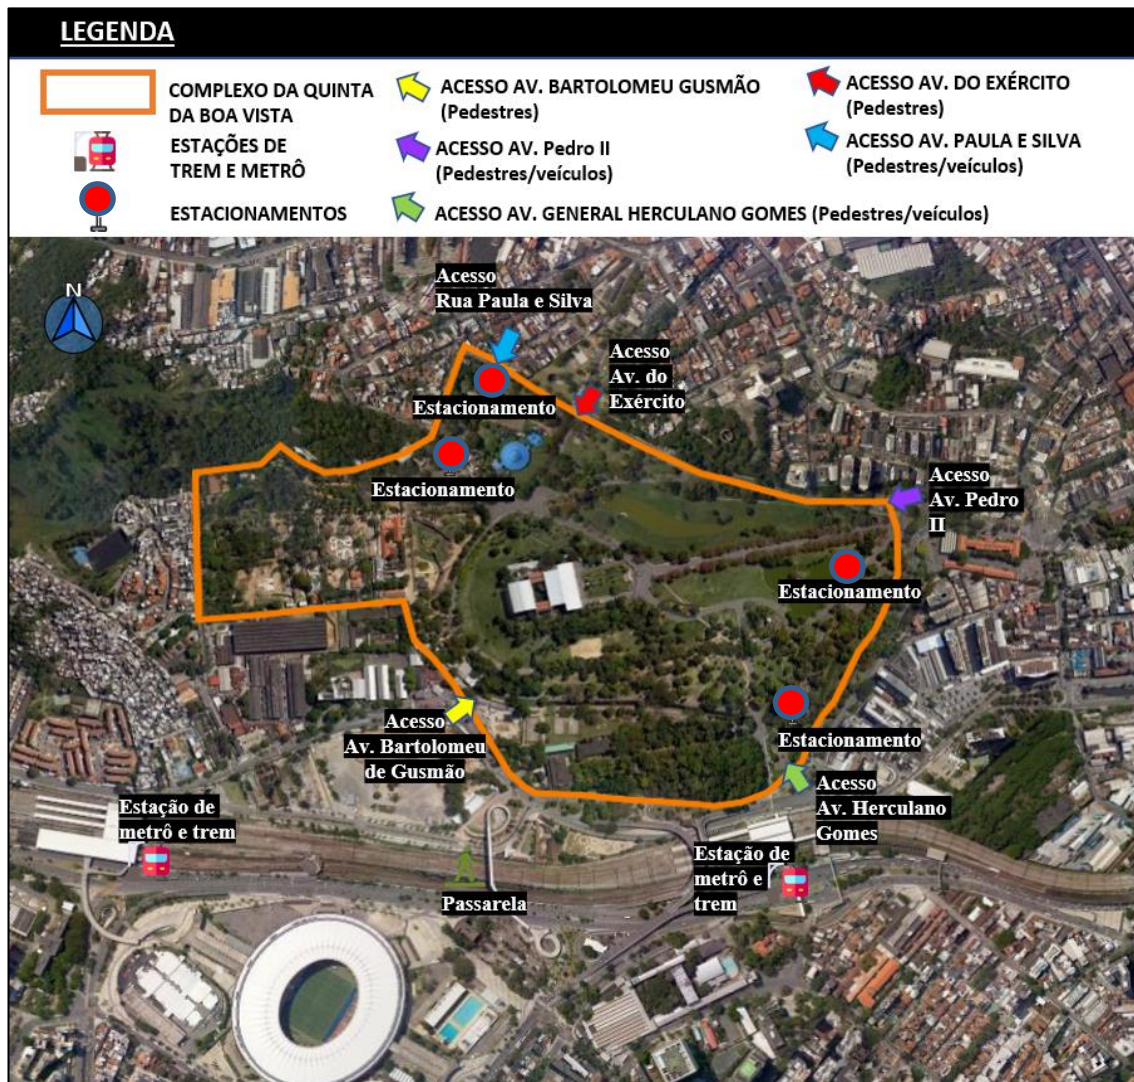 LEGENDA
COMPLEXO DA QUINTA
DA BOA VISTA
ESTAÇÕES DE
TREM E METRÔ
ESTACIONAMENTOS
ACESSO AV. BARTOLOMEU GUSMÃO
(Pedestres)
ACESSO AV. Pedro II
(Pedestres/veículos)
ACESSO AV. GENERAL HERCULANO GOMES (Pedestres/veículos)
ACESSO AV. DO EXÉRCITO
(Pedestres)
ACESSO AV. PAULA E SILVA
(Pedestres/veículos)
N
Acesso
Rua Paula e Silva
Acesso
Av. do
Exército
Estacionamento
Estacionamento
Acesso
Av. Pedro
II
Estacionamento
Estacionamento
Acesso
Av. Bartolomeu
de Gusmão
Acesso
Av. Herculano
Gomes
Estação de
metrô e trem
Estação de
metrô e
trem
Passarela